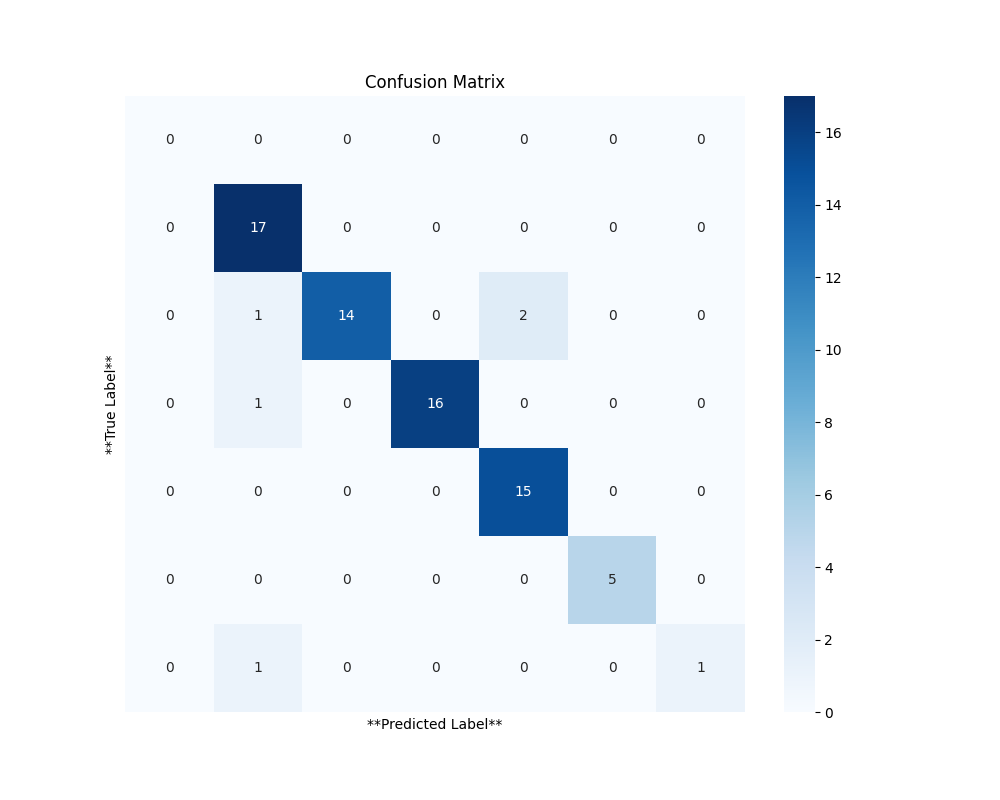 Confusion Matrix
0 0 0 0 0 0 0
0 17 0 0 0 0 0
0 1 14 0 2 0 0
0 1 0 16 0 0 0
0 0 0 0 15 0 0
0 0 0 0 0 5 0
0 1 0 0 0 0 1
**True Label**
**Predicted Label**
16
14
12
10
8
6
4
2
0